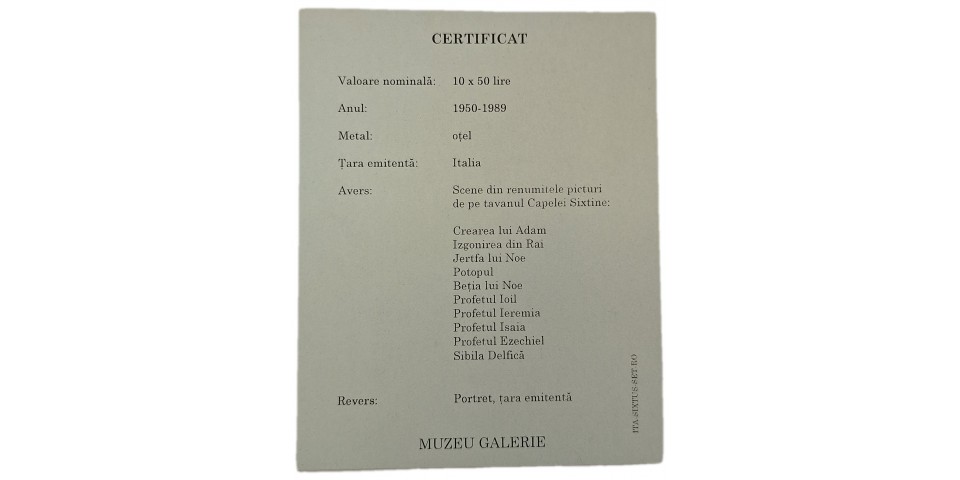 CERTIFICAT
Valoare nominală: 10 x 50 lire
Anul: 1950-1989
Metal: oțel
Țara emitentă: Italia
Avers: Scene din renumitele picturi
de pe tavanul Capelei Sixtine:
Crearea lui Adam
Izgonirea din Rai
Jertfa lui Noe
Potopul
Beția lui Noe
Profetul Ioil
Profetul Ieremia
Profetul Isaia
Profetul Ezechiel
Sibila Delfică
Revers: Portret, țara emitentă
MUZEU GALERIE
ITA-SIXTUS-SET-RO